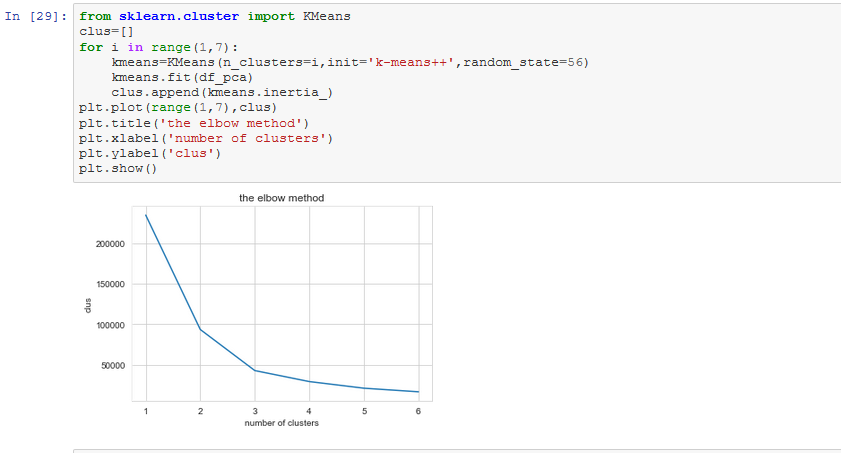 In [29]: from sklearn.cluster import KMeans
clus=[]
for i in range(1,7):
    kmeans=KMeans(n_clusters=i,init='k-means++',random_state=56)
    kmeans.fit(df_pca)
    clus.append(kmeans.inertia_)
plt.plot(range(1,7),clus)
plt.title('the elbow method')
plt.xlabel('number of clusters')
plt.ylabel('clus')
plt.show()
the elbow method
200000
150000
clus
100000
50000
1 2 3 4 5 6
number of clusters